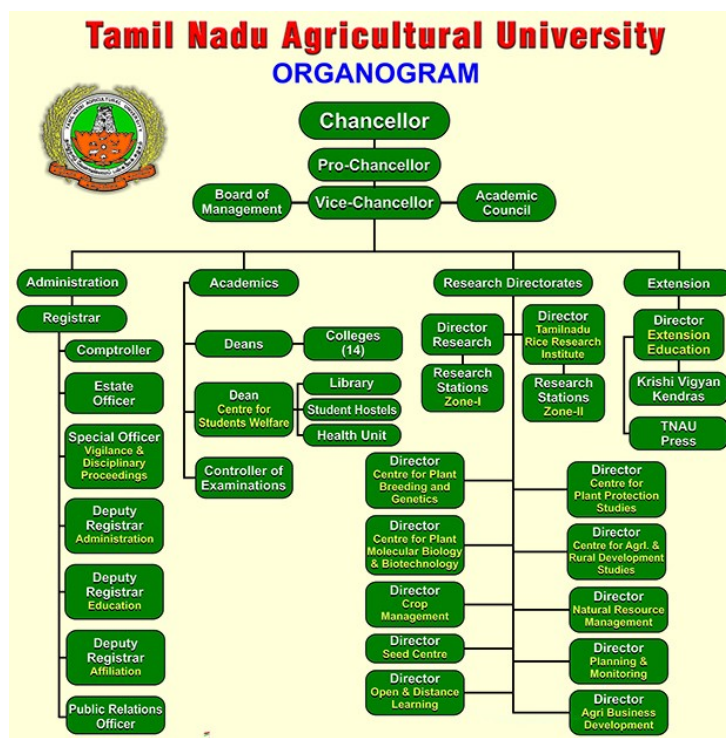 Tamil Nadu Agricultural University
ORGANOGRAM
TAMIL NADU AGRICULTURAL UNIVERSITY
Chancellor
Pro-Chancellor
Board of
Management
Vice-Chancellor
Academic
Council
Administration
Academics
Research Directorates
Extension
Registrar
Comptroller
Estate
Officer
Special Officer
Vigilance &
Disciplinary
Proceedings
Deputy
Registrar
Administration
Deputy
Registrar
Education
Deputy
Registrar
Affiliation
Public Relations
Officer
Deans
Colleges
(14)
Dean
Centre for
Students Welfare
Library
Student Hostels
Health Unit
Controller of
Examinations
Director
Research
Research
Stations
Zone-I
Director
Tamilnadu
Rice Research
Institute
Research
Stations
Zone-II
Director
Centre for Plant
Breeding and
Genetics
Director
Centre for
Plant Protection
Studies
Director
Centre for Plant
Molecular Biology
& Biotechnology
Director
Centre for Agrl. &
Rural Development
Studies
Director
Crop
Management
Director
Natural Resource
Management
Director
Seed Centre
Director
Planning &
Monitoring
Director
Open & Distance
Learning
Director
Agri Business
Development
Director
Extension
Education
Krishi Vigyan
Kendras
TNAU
Press